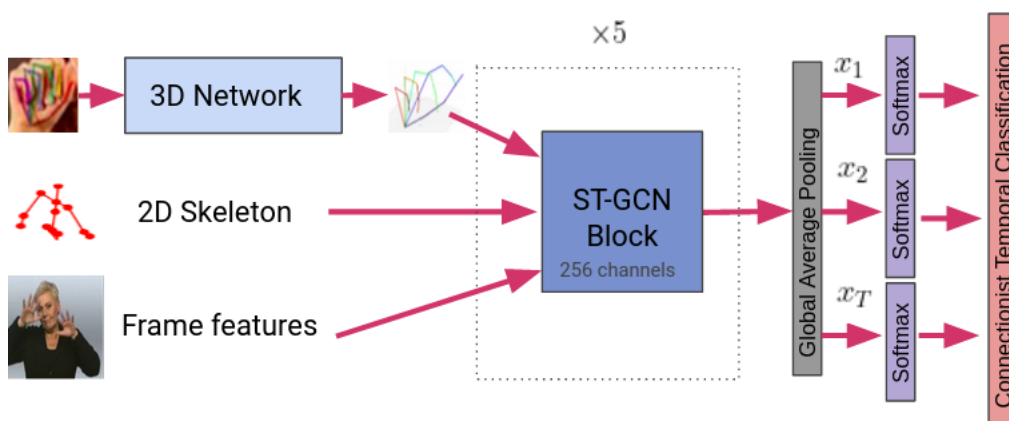 ×5
3D Network
2D Skeleton
Frame features
ST-GCN
Block
256 channels
Global Average Pooling
x1
x2
xT
Softmax
Softmax
Softmax
Connectionist Temporal Classification